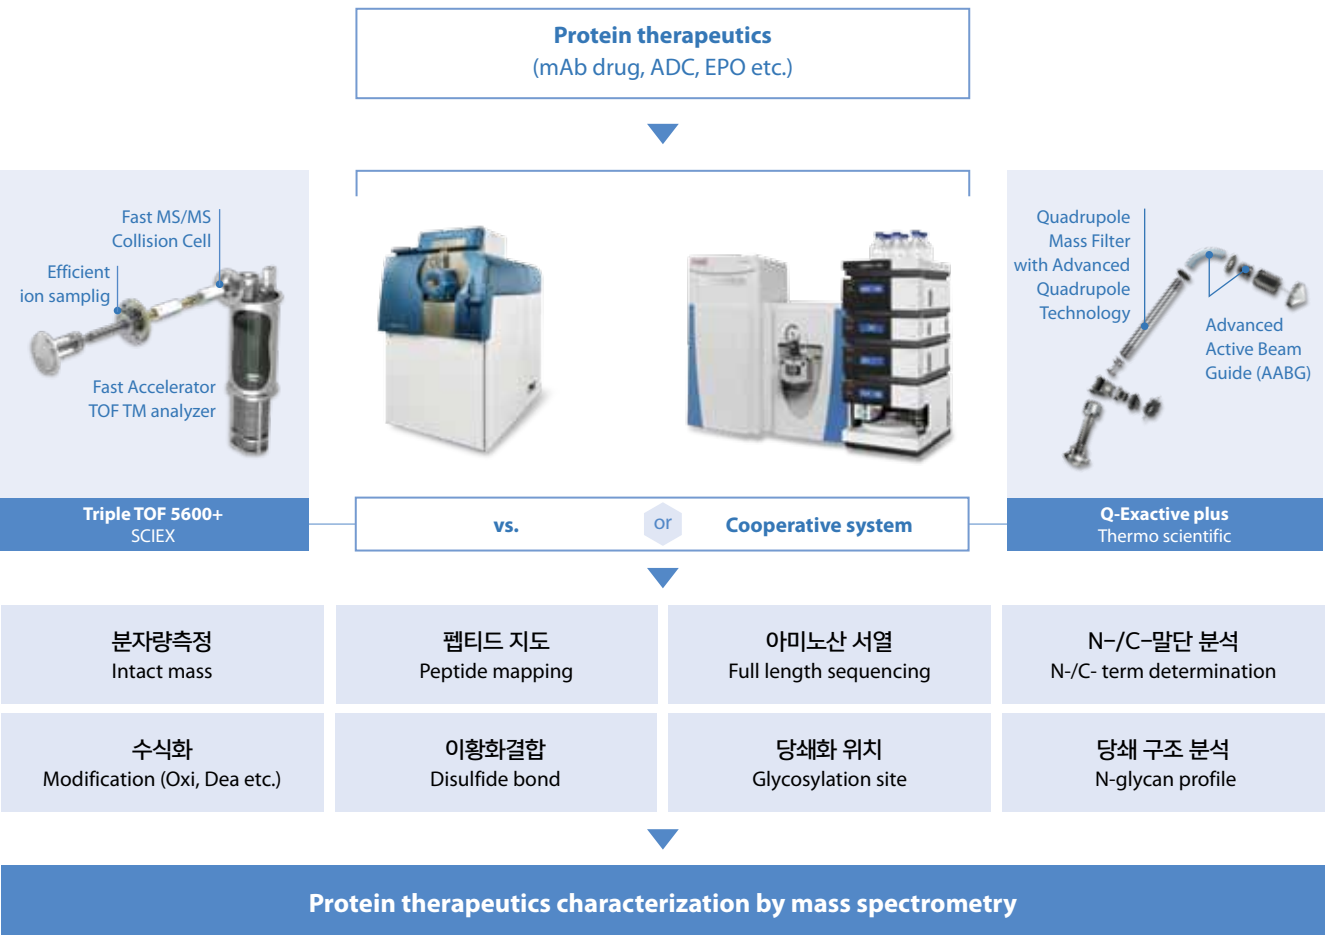 Protein therapeutics
(mAb drug, ADC, EPO etc.)
Fast MS/MS
Collision Cell
Efficient
ion samplig
Fast Accelerator
TOF TM analyzer
Triple TOF 5600+
SCIEX
Quadrupole
Mass Filter
with Advanced
Quadrupole
Technology
Advanced
Active Beam
Guide (AABG)
Q-Exactive plus
Thermo scientific
vs.
or
Cooperative system
분자량측정
Intact mass
펩티드 지도
Peptide mapping
아미노산 서열
Full length sequencing
N-/C-말단 분석
N-/C- term determination
수식화
Modification (Oxi, Dea etc.)
이황화결합
Disulfide bond
당쇄화 위치
Glycosylation site
당쇄 구조 분석
N-glycan profile
Protein therapeutics characterization by mass spectrometry